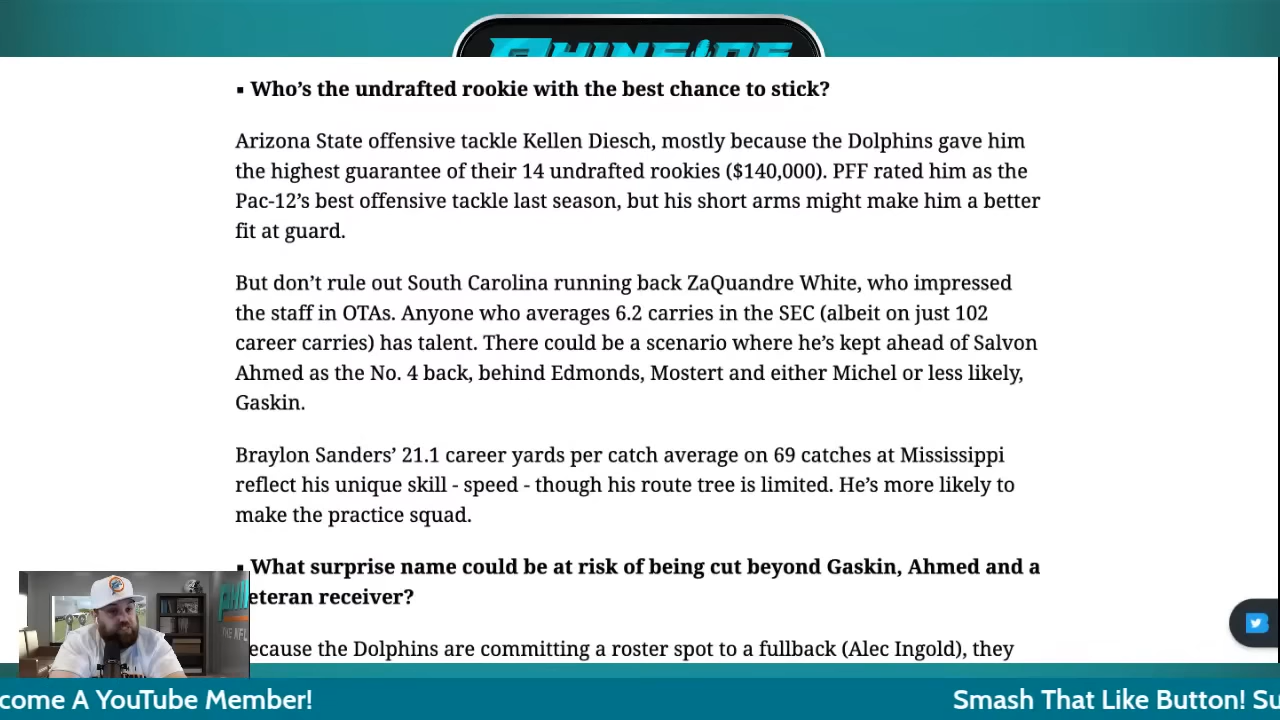 PHINSIDE
▪ Who’s the undrafted rookie with the best chance to stick?
Arizona State offensive tackle Kellen Diesch, mostly because the Dolphins gave him
the highest guarantee of their 14 undrafted rookies ($140,000). PFF rated him as the
Pac-12’s best offensive tackle last season, but his short arms might make him a better
fit at guard.
But don’t rule out South Carolina running back ZaQuandre White, who impressed
the staff in OTAs. Anyone who averages 6.2 carries in the SEC (albeit on just 102
career carries) has talent. There could be a scenario where he’s kept ahead of Salvon
Ahmed as the No. 4 back, behind Edmonds, Mostert and either Michel or less likely,
Gaskin.
Braylon Sanders’ 21.1 career yards per catch average on 69 catches at Mississippi
reflect his unique skill - speed - though his route tree is limited. He’s more likely to
make the practice squad.
▪ What surprise name could be at risk of being cut beyond Gaskin, Ahmed and a
eteran receiver?
ecause the Dolphins are committing a roster spot to a fullback (Alec Ingold), they
PHI
THE NFL
come A YouTube Member!
Smash That Like Button! Su